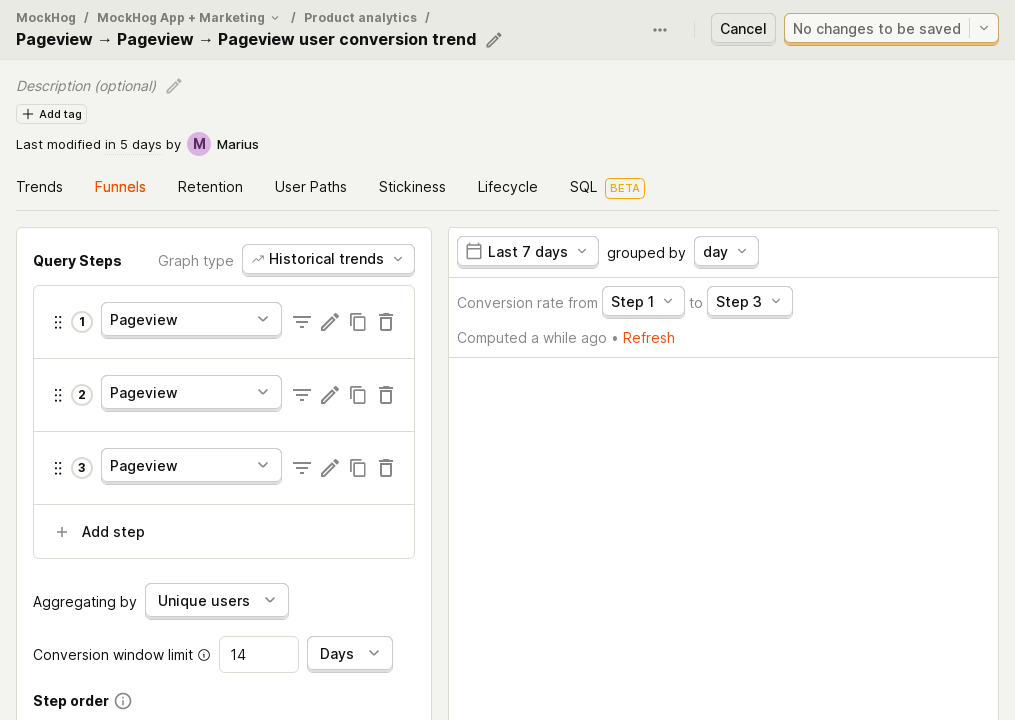 MockHog / MockHog App + Marketing / Product analytics /
Pageview → Pageview → Pageview user conversion trend
Cancel
No changes to be saved
Description (optional)
Add tag
Last modified in 5 days by M Marius
Trends Funnels Retention User Paths Stickiness Lifecycle SQL BETA
Query Steps Graph type Historical trends
1 Pageview
2 Pageview
3 Pageview
Add step
Aggregating by Unique users
Conversion window limit 14 Days
Step order
Last 7 days grouped by day
Conversion rate from Step 1 to Step 3
Computed a while ago • Refresh